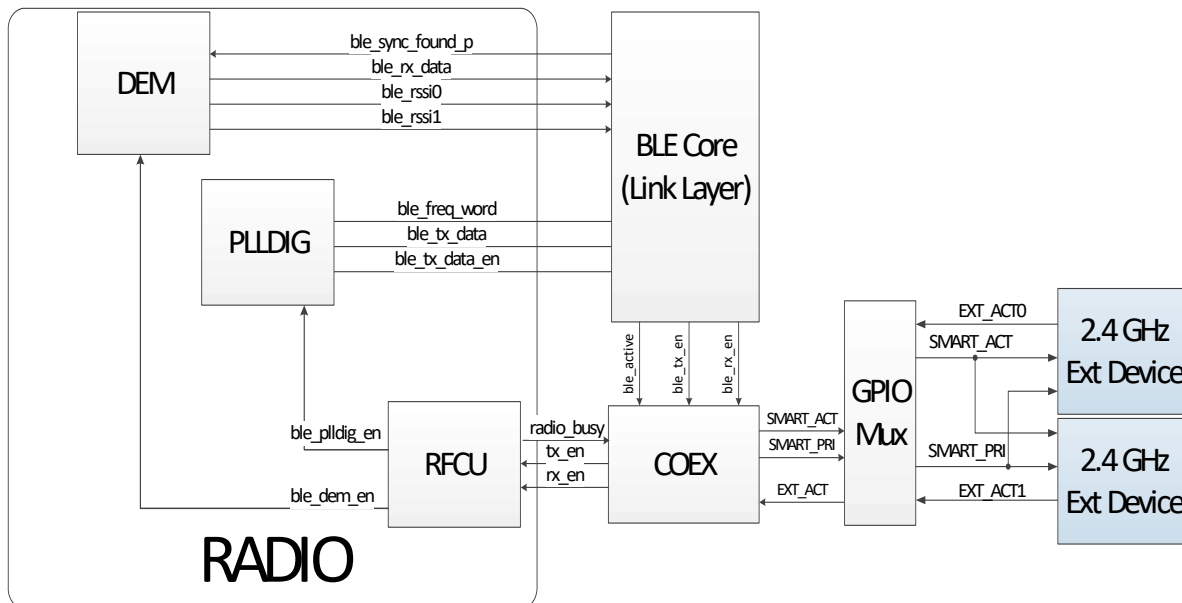 DEM
ble_sync_found_p
ble_rx_data
ble_rssi0
ble_rssi1
BLE Core
(Link Layer)
PLLDIG
ble_freq_word
ble_tx_data
ble_tx_data_en
ble_active
ble_tx_en
ble_rx_en
EXT_ACT0
SMART_ACT
2.4 GHz
Ext Device
GPIO
Mux
ble_plldig_en
RFCU
radio_busy
tx_en
rx_en
COEX
SMART_ACT
SMART_PRI
EXT_ACT
SMART_PRI
EXT_ACT1
2.4 GHz
Ext Device
ble_dem_en
RADIO